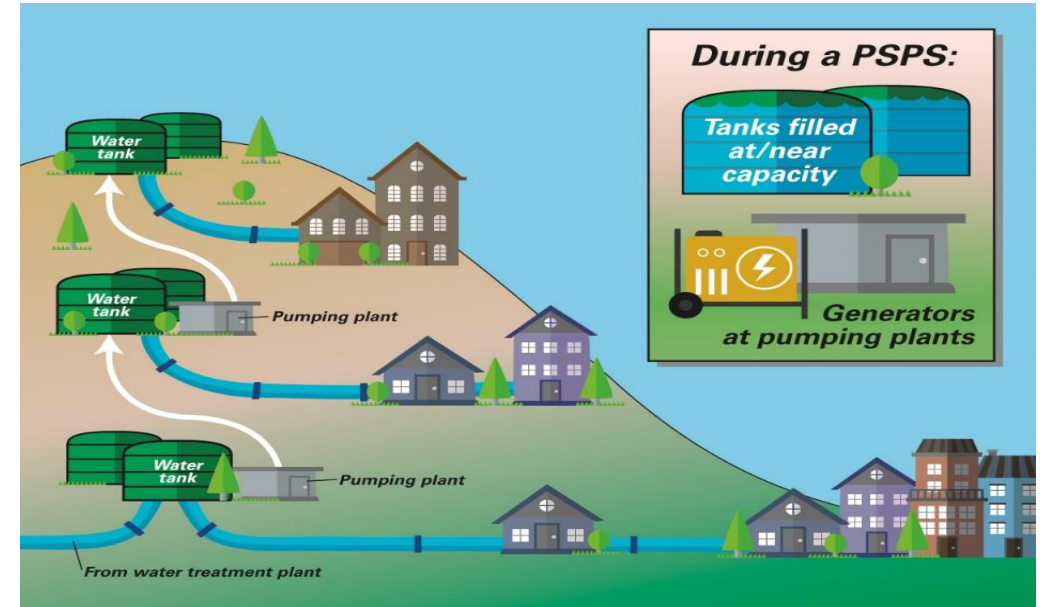 During a PSPS:
Tanks filled
at/near
capacity
Generators
at pumping plants
Water
tank
Water
tank
Pumping plant
Water
tank
Pumping plant
From water treatment plant